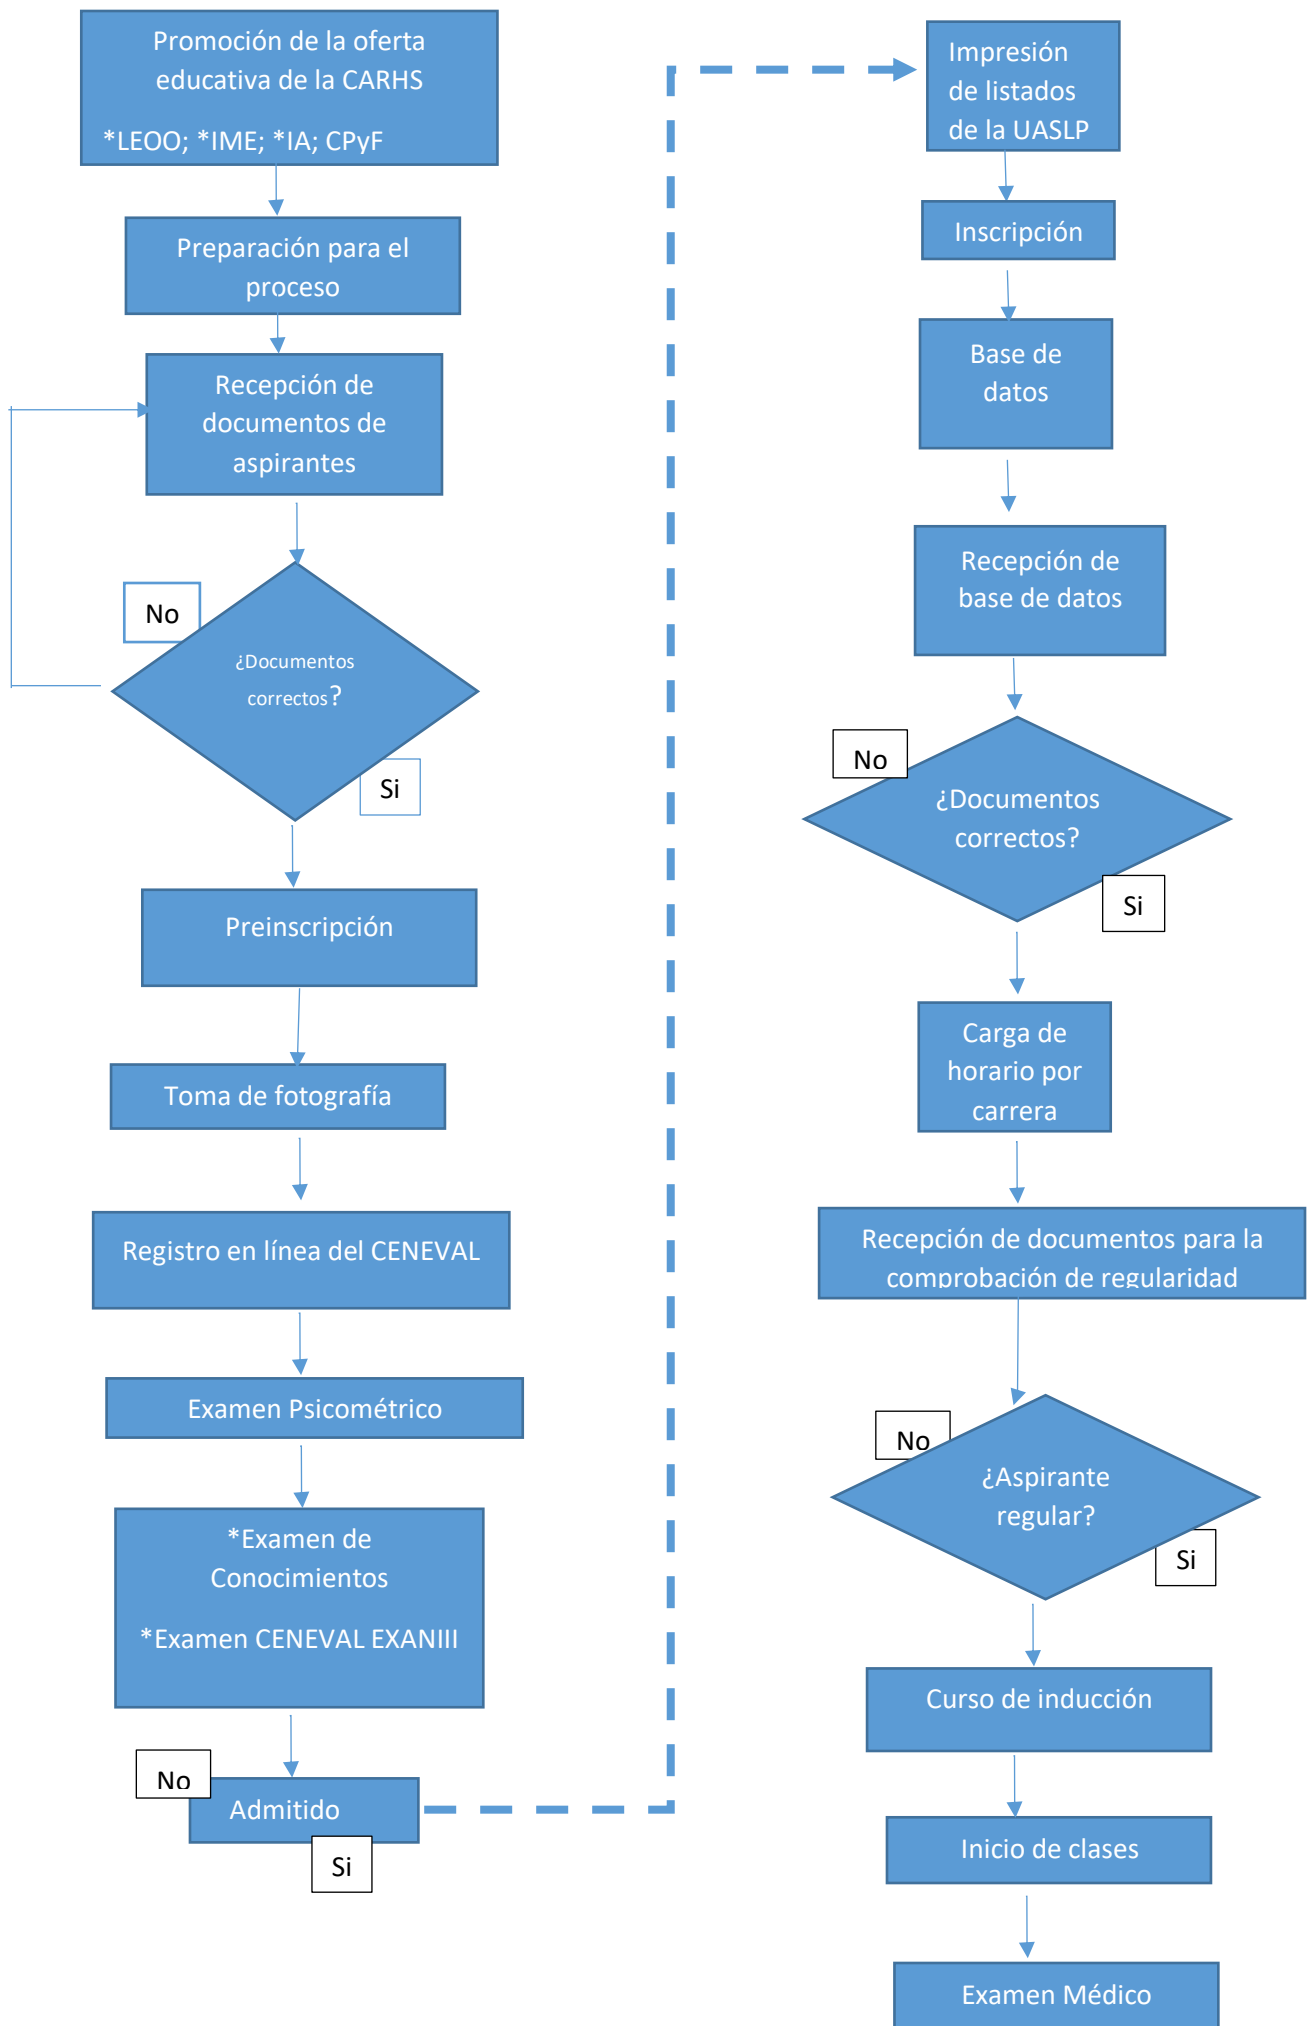 Promoción de la oferta
educativa de la CARHS
*LEOO; *IME; *IA; CPyF
Preparación para el
proceso
Recepción de
documentos de
aspirantes
No
¿Documentos
correctos?
Si
Preinscripción
Toma de fotografía
Registro en línea del CENEVAL
Examen Psicométrico
*Examen de
Conocimientos
*Examen CENEVAL EXANIII
No
Admitido
Si
Impresión
de listados
de la UASLP
Inscripción
Base de
datos
Recepción de
base de datos
No
¿Documentos
correctos?
Si
Carga de
horario por
carrera
Recepción de documentos para la
comprobación de regularidad
No
¿Aspirante
regular?
Si
Curso de inducción
Inicio de clases
Examen Médico